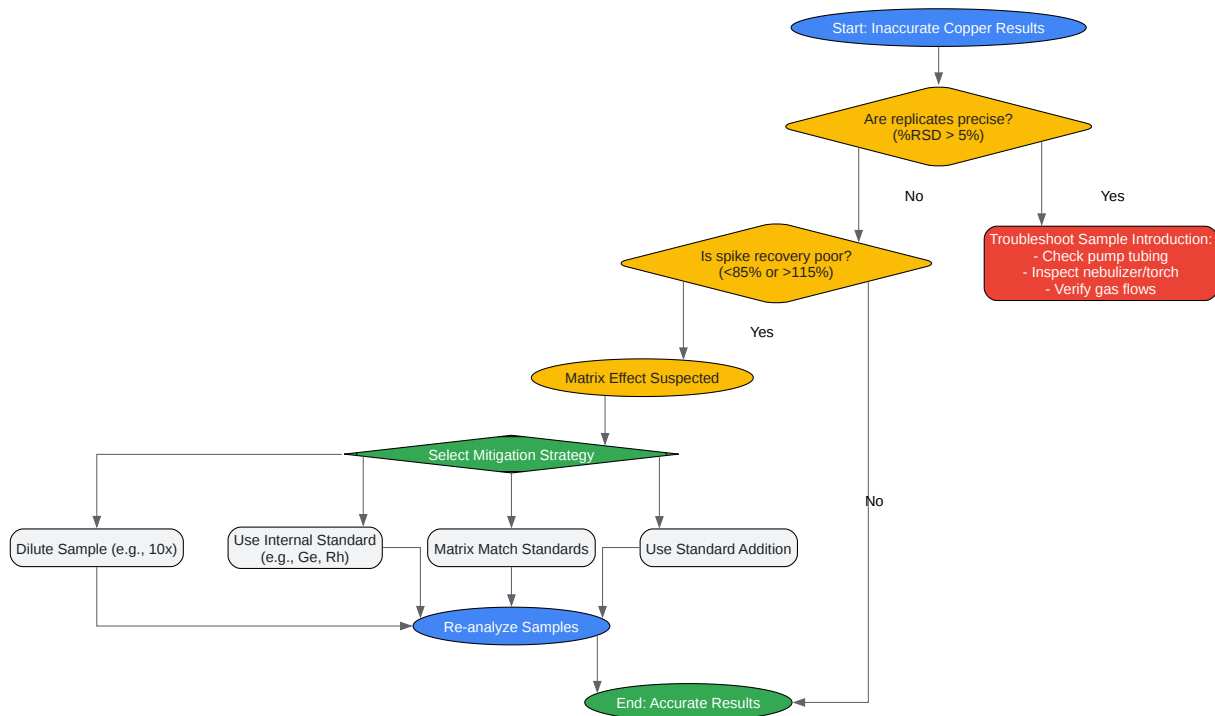 Start: Inaccurate Copper Results
Are replicates precise?
(%RSD > 5%)
No
Yes
Troubleshoot Sample Introduction:
- Check pump tubing
- Inspect nebulizer/torch
- Verify gas flows
Is spike recovery poor?
(<85% or >115%)
Yes
Matrix Effect Suspected
Select Mitigation Strategy
No
Dilute Sample (e.g., 10x)
Use Internal Standard
(e.g., Ge, Rh)
Matrix Match Standards
Use Standard Addition
Re-analyze Samples
End: Accurate Results